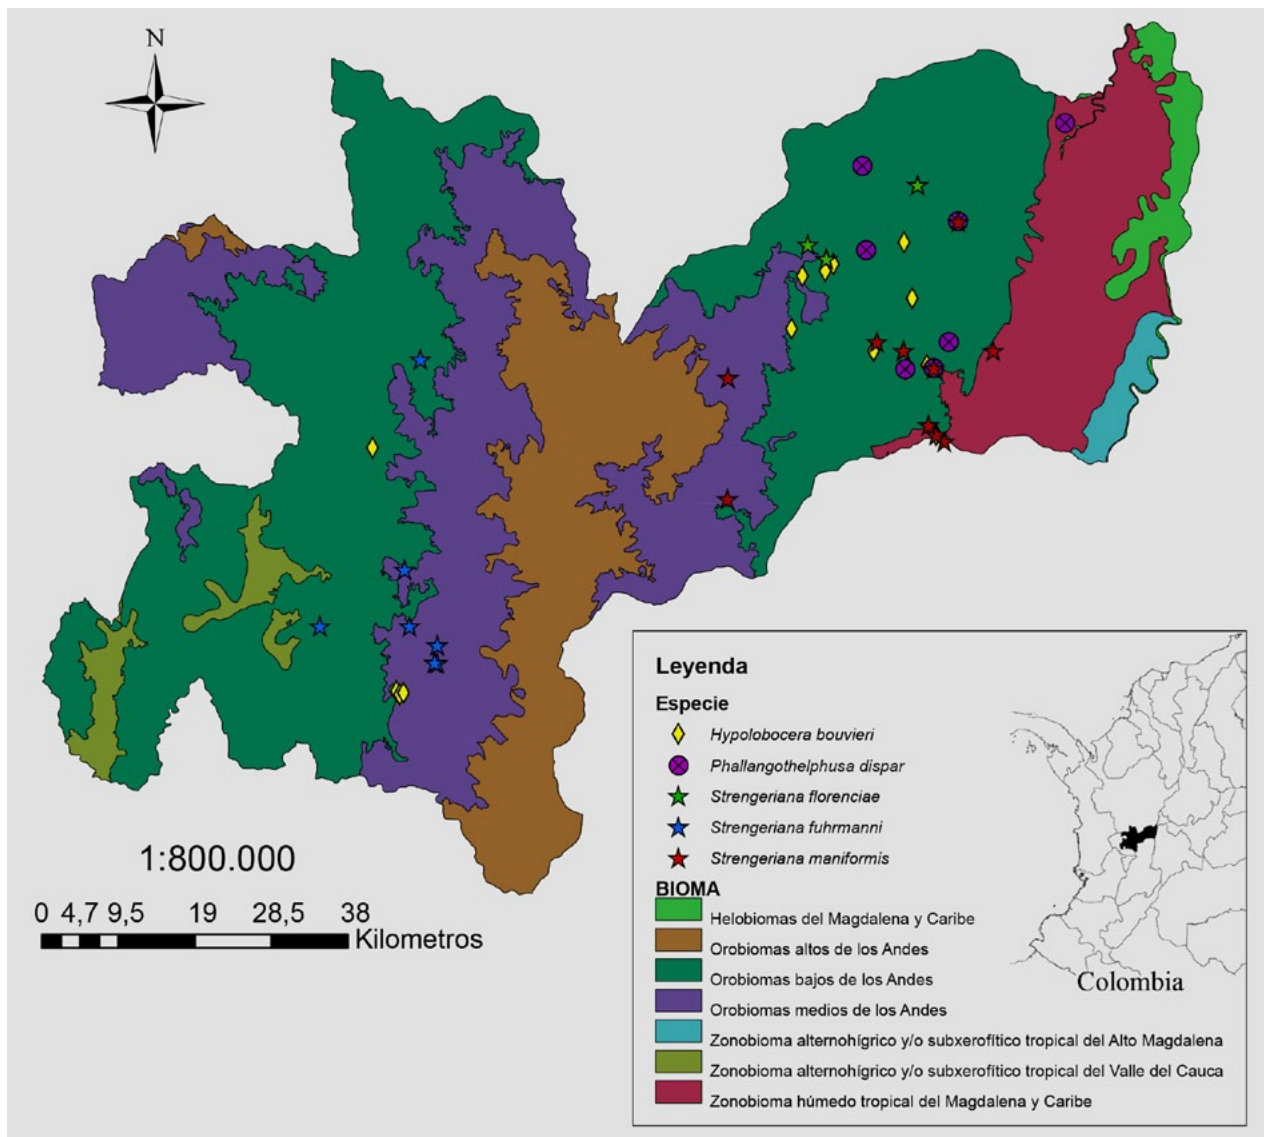 N
1:800.000
0 4,7 9,5 19 28,5 38
Kilometros
Leyenda
Especie
Hypolobocera bouvieri
Phallangothelphusa dispar
Strengeriana florenciae
Strengeriana fuhrmanni
Strengeriana maniformis
BIOMA
Helobiomas del Magdalena y Caribe
Orobiomas altos de los Andes
Orobiomas bajos de los Andes
Orobiomas medios de los Andes
Zonobioma alternohígrico y/o subxerofítico tropical del Alto Magdalena
Zonobioma alternohígrico y/o subxerofítico tropical del Valle del Cauca
Zonobioma húmedo tropical del Magdalena y Caribe
Colombia